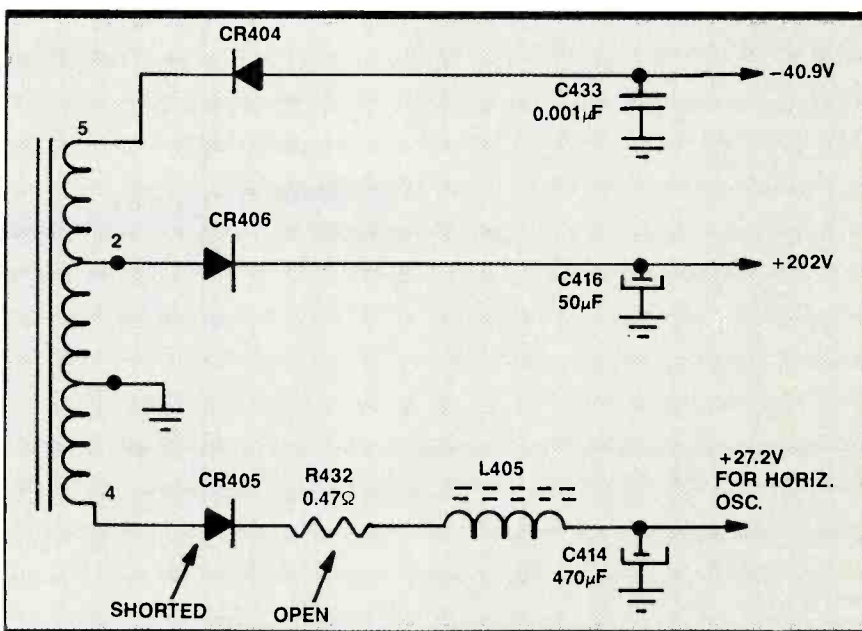 CR404
−40.9V
C433
0.001µF
5
CR406
2
+202V
C416
50µF
+27.2V
FOR HORIZ.
OSC.
CR405
R432
0.47Ω
L405
4
C414
470µF
SHORTED
OPEN